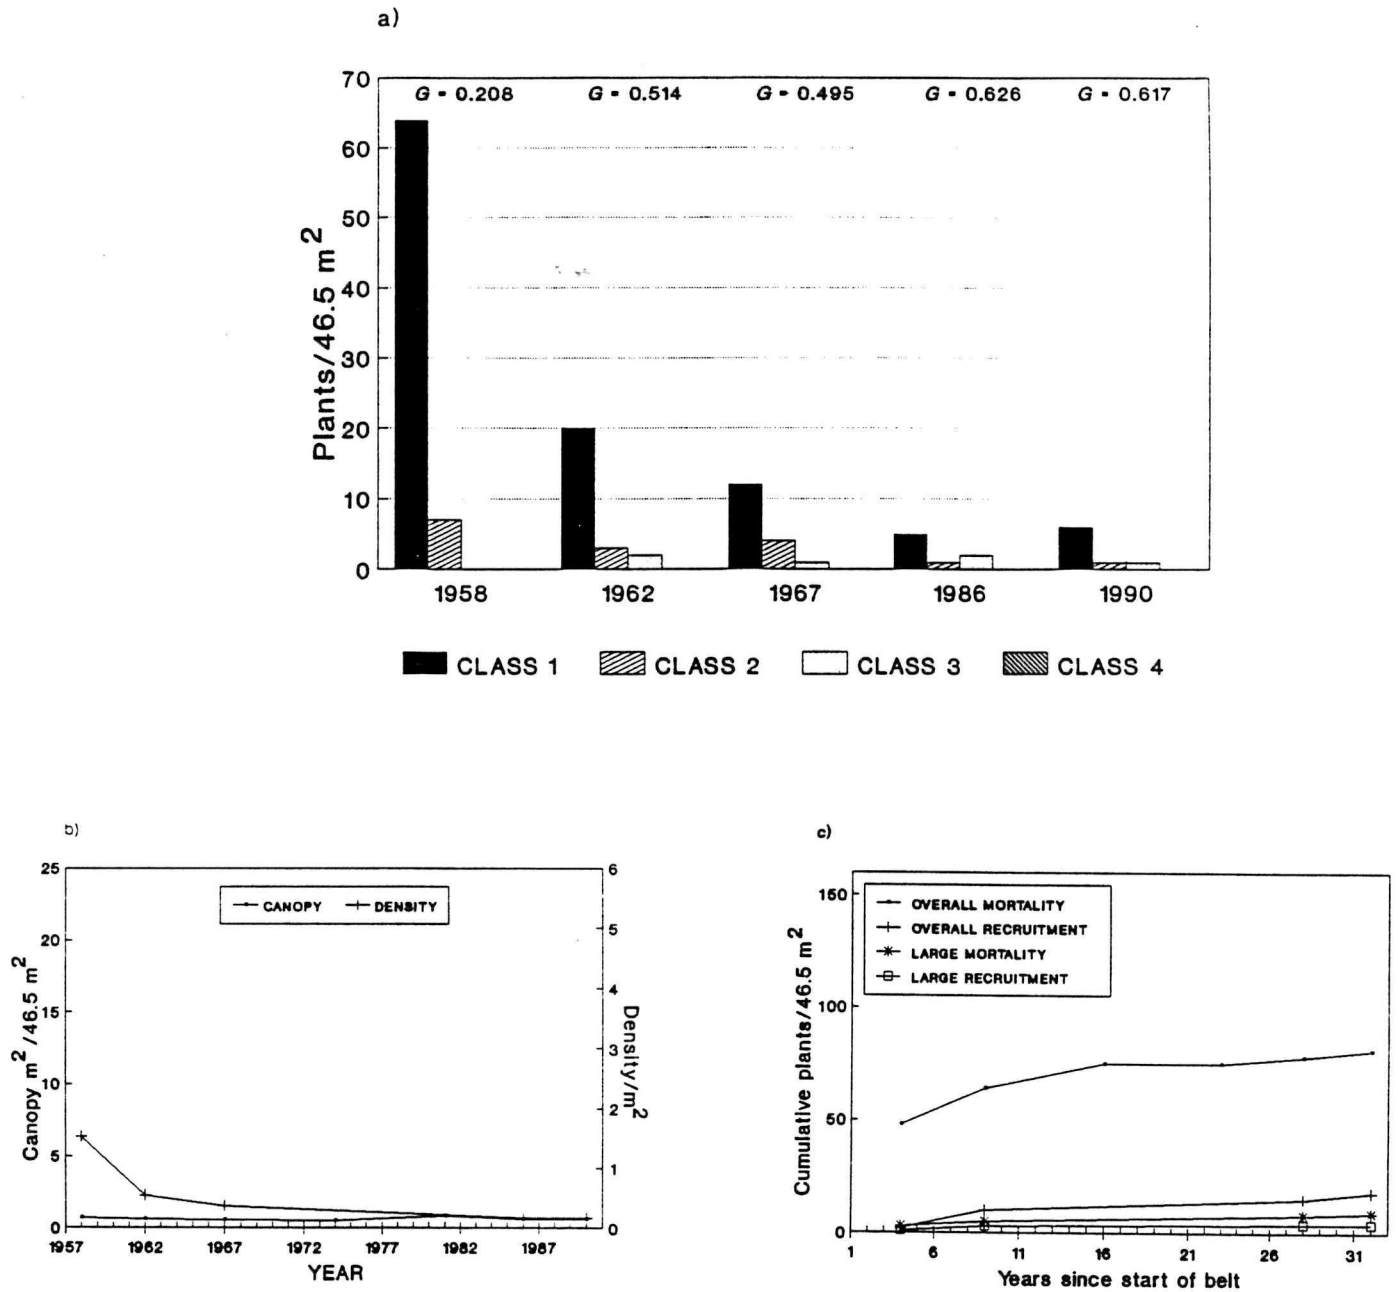 a)
70
G = 0.208 G = 0.514 G = 0.495 G = 0.626 G = 0.617
60
50
40
30
20
10
0
Plants/46.5 m²
1958 1962 1967 1986 1990
CLASS 1 CLASS 2 CLASS 3 CLASS 4
b)
25
20
15
10
5
0
Canopy m²/46.5 m²
CANOPY DENSITY
6
5
4
3
2
1
0
Density/m²
1957 1962 1967 1972 1977 1982 1987
YEAR
c)
150
100
50
0
Cumulative plants/46.5 m²
OVERALL MORTALITY
OVERALL RECRUITMENT
LARGE MORTALITY
LARGE RECRUITMENT
1 6 11 16 21 26 31
Years since start of belt